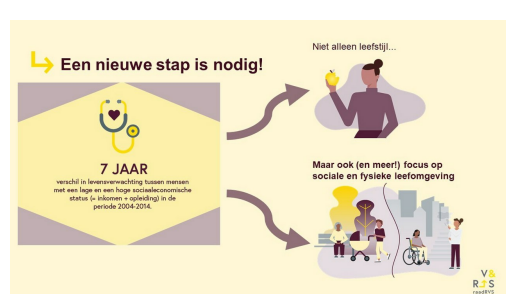 Niet alleen leefstijl...
Een nieuwe stap is nodig!
7 JAAR
verschil in levensverwachting tussen mensen
met een lage en een hoge sociaaleconomische
status (= inkomen + opleiding) in de
periode 2004-2014.
Maar ook (en meer!) focus op
sociale en fysieke leefomgeving
V&
R S
raadRVS